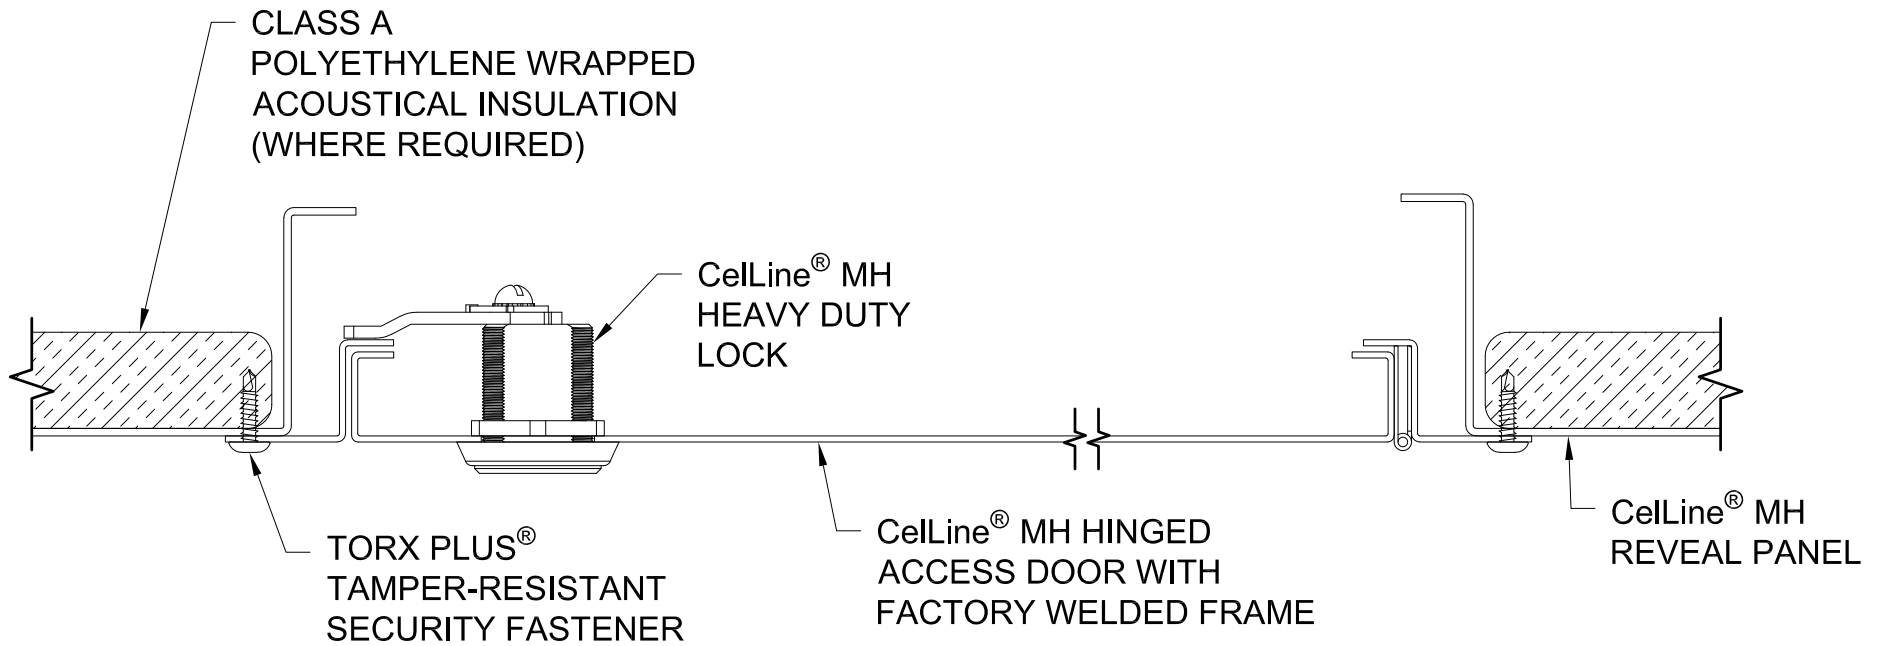 CLASS A
POLYETHYLENE WRAPPED
ACOUSTICAL INSULATION
(WHERE REQUIRED)
CelLine® MH
HEAVY DUTY
LOCK
TORX PLUS®
TAMPER-RESISTANT
SECURITY FASTENER
CelLine® MH HINGED
ACCESS DOOR WITH
FACTORY WELDED FRAME
CelLine® MH
REVEAL PANEL